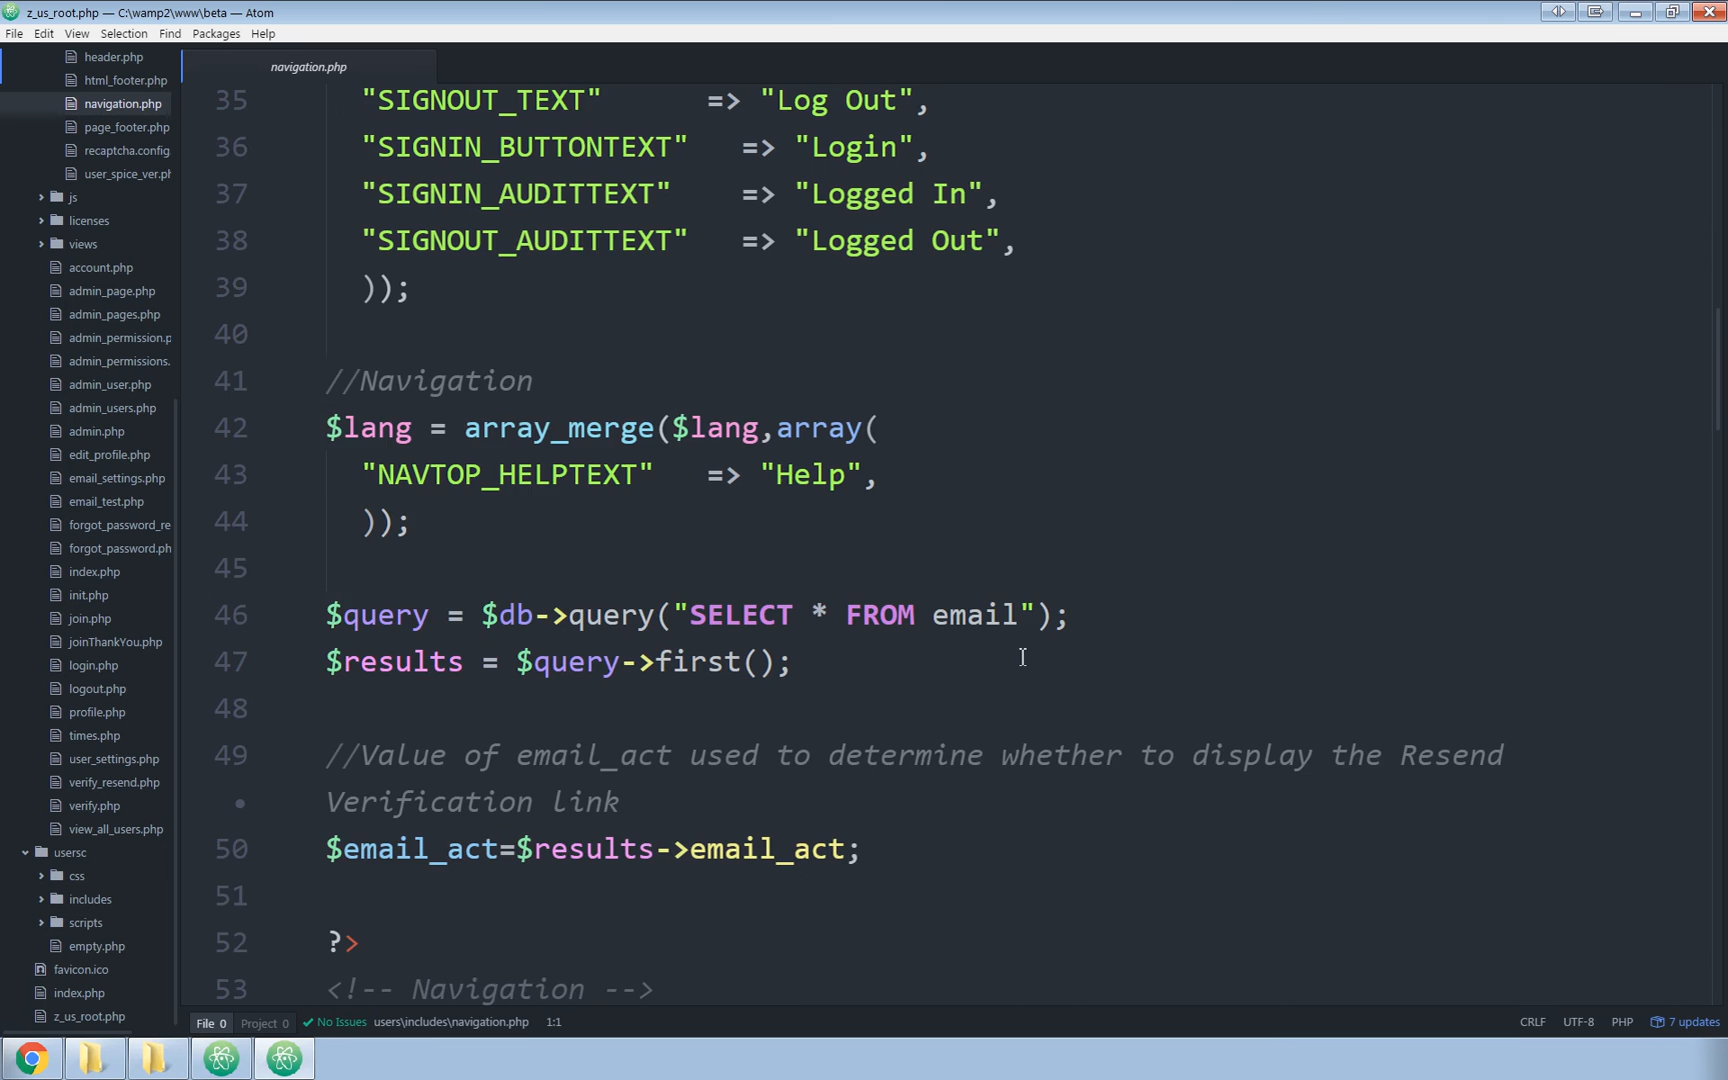 z_us_root.php — C:\wamp2\www\beta — Atom
File Edit View Selection Find Packages Help
header.php
html_footer.php
navigation.php
page_footer.php
recaptcha.config.
user_spice_ver.ph
js
licenses
views
account.php
admin_page.php
admin_pages.php
admin_permission.p
admin_permissions.
admin_user.php
admin_users.php
admin.php
edit_profile.php
email_settings.php
email_test.php
forgot_password_re
forgot_password.ph
index.php
init.php
join.php
joinThankYou.php
login.php
logout.php
profile.php
times.php
user_settings.php
verify_resend.php
verify.php
view_all_users.php
usersc
css
includes
scripts
empty.php
favicon.ico
index.php
z_us_root.php
navigation.php
35 "SIGNOUT_TEXT" => "Log Out",
36 "SIGNIN_BUTTONTEXT" => "Login",
37 "SIGNIN_AUDITTEXT" => "Logged In",
38 "SIGNOUT_AUDITTEXT" => "Logged Out",
39 ));
40
41 //Navigation
42 $lang = array_merge($lang,array(
43 "NAVTOP_HELPTEXT" => "Help",
44 ));
45
46 $query = $db->query("SELECT * FROM email");
47 $results = $query->first();
48
49 //Value of email_act used to determine whether to display the Resend
• Verification link
50 $email_act=$results->email_act;
51
52 ?>
53 <!-- Navigation -->
File 0 Project 0 No Issues users\includes\navigation.php 1:1 CRLF UTF-8 PHP 7 updates